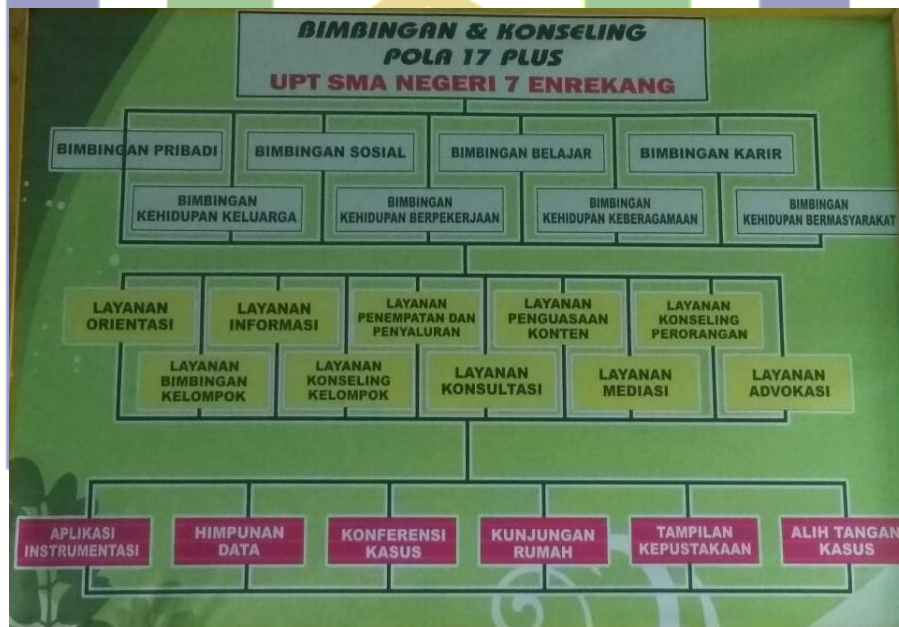 BIMBINGAN & KONSELING
POLA 17 PLUS
UPT SMA NEGERI 7 ENREKANG
BIMBINGAN PRIBADI
BIMBINGAN SOSIAL
BIMBINGAN BELAJAR
BIMBINGAN KARIR
BIMBINGAN
KEHIDUPAN KELUARGA
BIMBINGAN
KEHIDUPAN BERPEKERJAAN
BIMBINGAN
KEHIDUPAN KEBERAGAMAAN
BIMBINGAN
KEHIDUPAN BERMASYARAKAT
LAYANAN
ORIENTASI
LAYANAN
INFORMASI
LAYANAN
PENEMPATAN DAN
PENYALURAN
LAYANAN
PENGUASAAN
KONTEN
LAYANAN
KONSELING
PERORANGAN
LAYANAN
BIMBINGAN
KELOMPOK
LAYANAN
KONSELING
KELOMPOK
LAYANAN
KONSULTASI
LAYANAN
MEDIASI
LAYANAN
ADVOKASI
APLIKASI
INSTRUMENTASI
HIMPUNAN
DATA
KONFERENSI
KASUS
KUNJUNGAN
RUMAH
TAMPILAN
KEPUSTAKAAN
ALIH TANGAN
KASUS